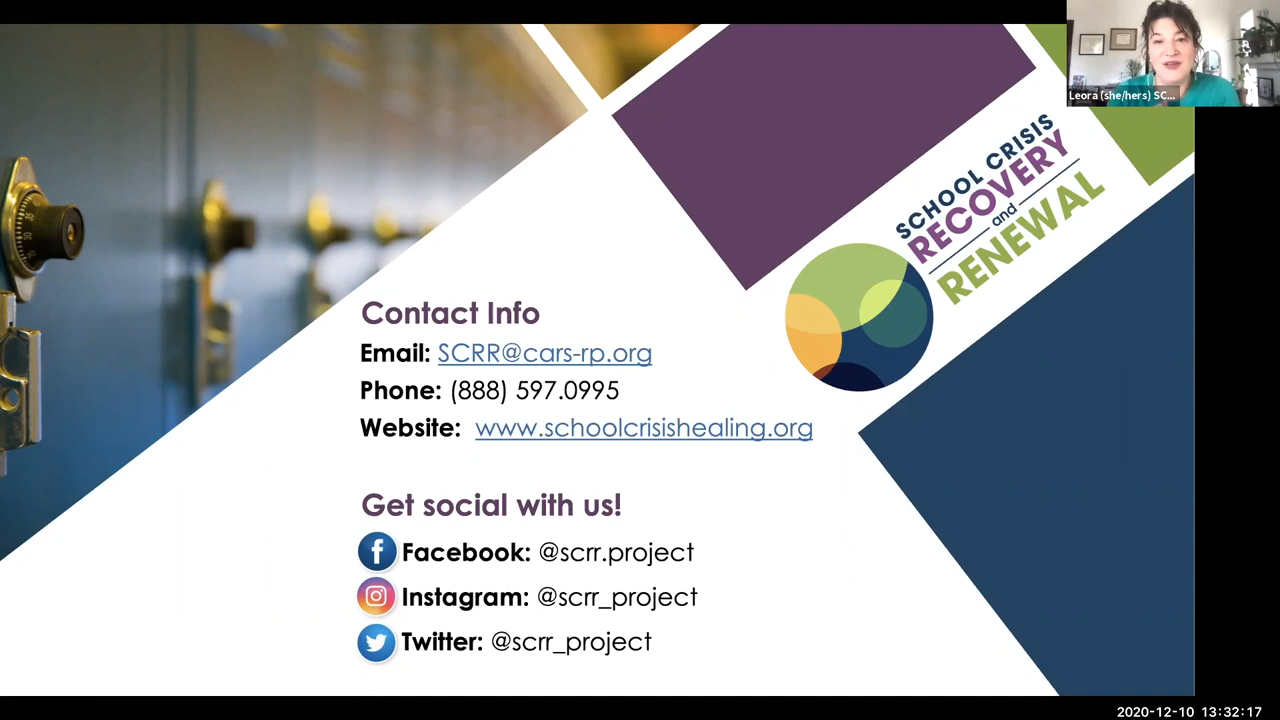 Leora (she/hers) SC...
SCHOOL CRISIS
RECOVERY
and
RENEWAL
Contact Info
Email: SCRR@cars-rp.org
Phone: (888) 597.0995
Website: www.schoolcrisishealing.org
Get social with us!
Facebook: @scrr.project
Instagram: @scrr_project
Twitter: @scrr_project
2020-12-10 13:32:17